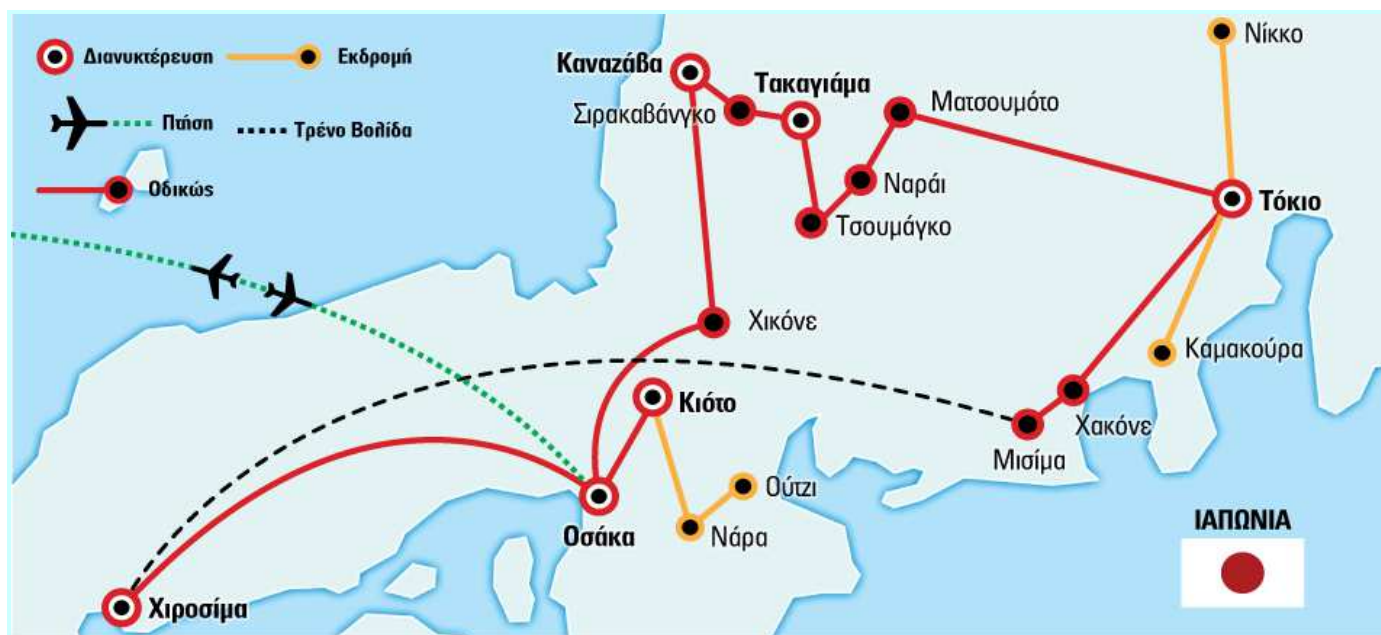 Διανυκτέρευση
Εκδρομή
Πτήση
Τρένο Βολίδα
Οδικώς
Καναζάβα
Σιρακαβάνγκο
Τακαγιάμα
Ματσουμότο
Νίκκο
Ναράι
Τσουμάγκο
Τόκιο
Χικόνε
Καμακούρα
Κιότο
Χακόνε
Μισίμα
Ούτζι
Νάρα
Οσάκα
Χιροσίμα
ΙΑΠΩΝΙΑ